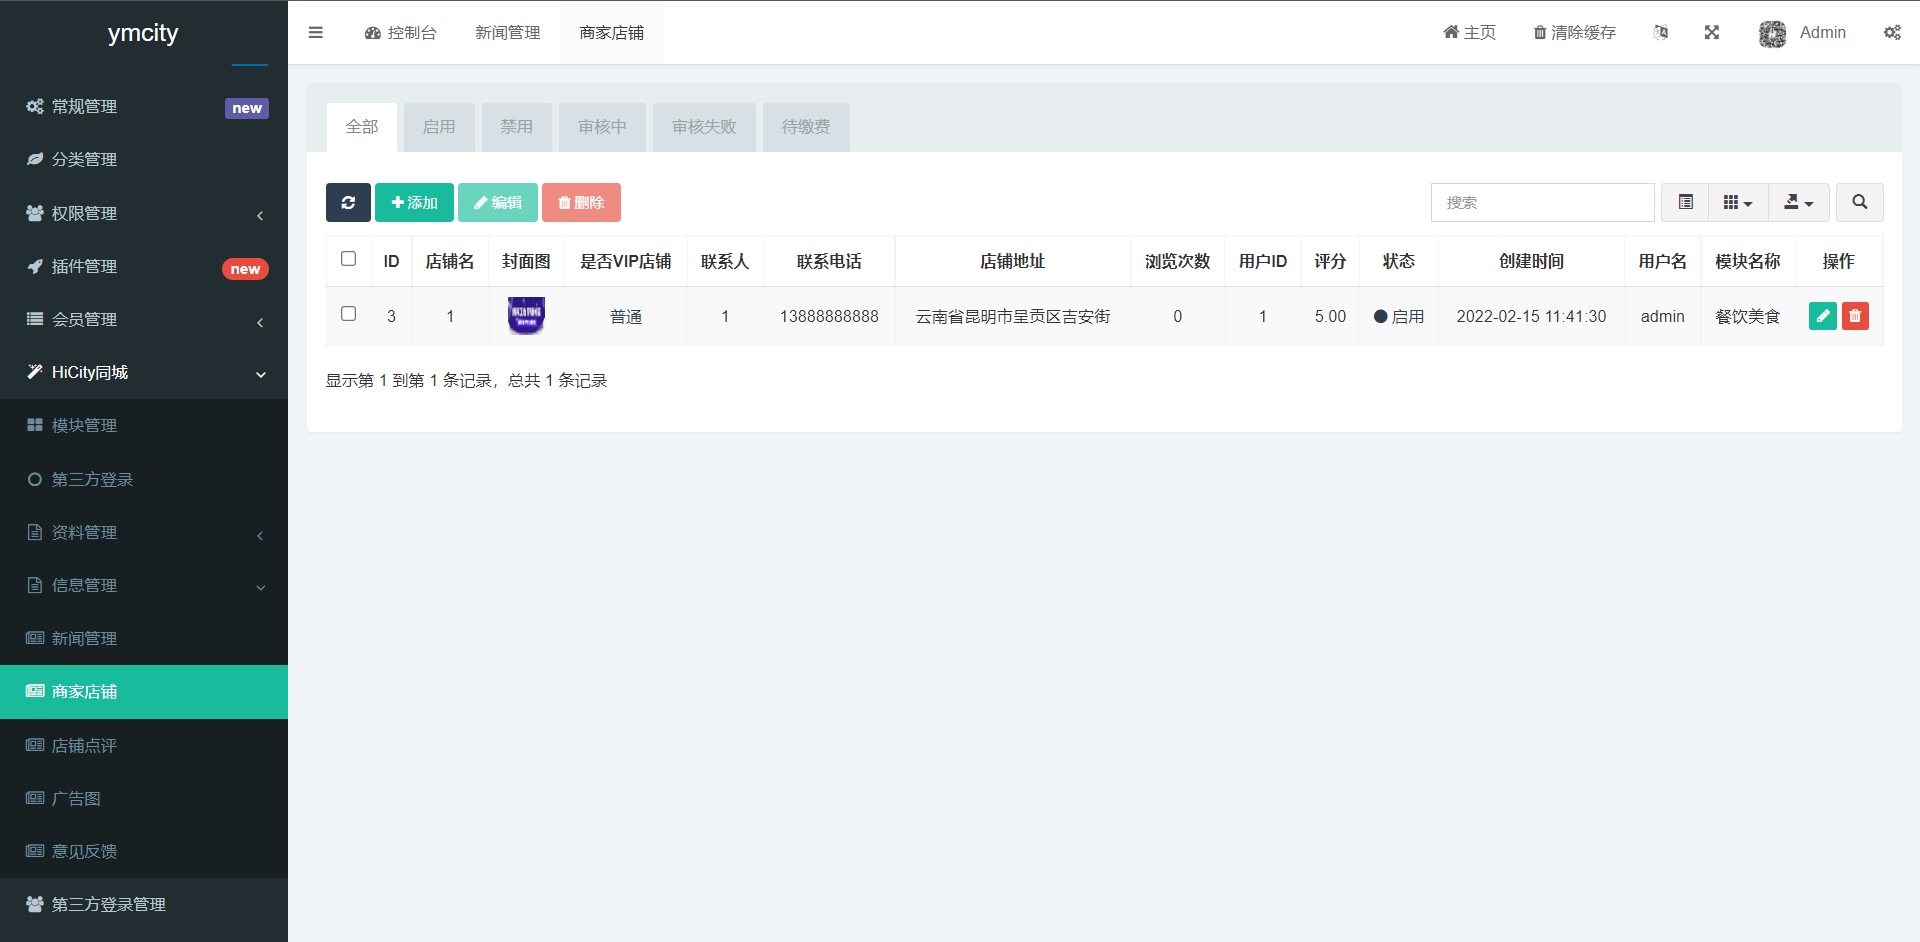 ymcity
控制台
新闻管理
商家店铺
主页
清除缓存
Admin
常规管理
new
分类管理
权限管理
插件管理
new
会员管理
HiCity同城
模块管理
第三方登录
资料管理
信息管理
新闻管理
商家店铺
店铺点评
广告图
意见反馈
第三方登录管理
全部
启用
禁用
审核中
审核失败
待缴费
添加
编辑
删除
搜索
ID 店铺名 封面图 是否VIP店铺 联系人 联系电话 店铺地址 浏览次数 用户ID 评分 状态 创建时间 用户名 模块名称 操作
3 1 普通 1 13888888888 云南省昆明市呈贡区吉安街 0 1 5.00 启用 2022-02-15 11:41:30 admin 餐饮美食
显示第 1 到第 1 条记录，总共 1 条记录